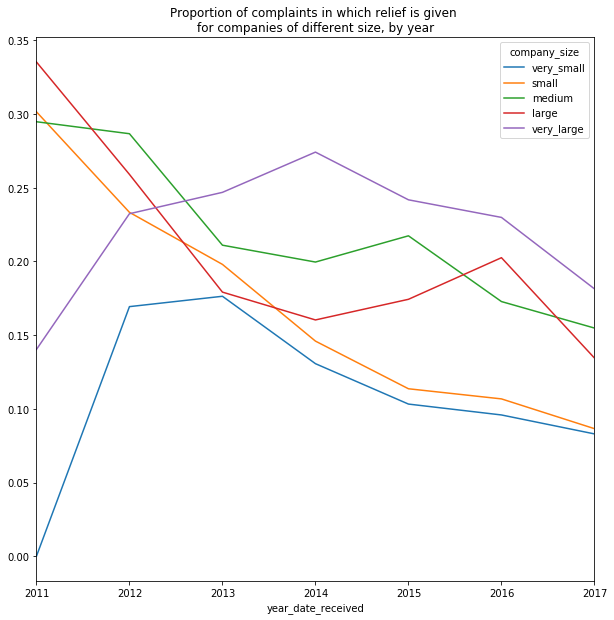 Proportion of complaints in which relief is given
for companies of different size, by year
company_size
very_small
small
medium
large
very_large
0.35
0.30
0.25
0.20
0.15
0.10
0.05
0.00
2011 2012 2013 2014 2015 2016 2017
year_date_received